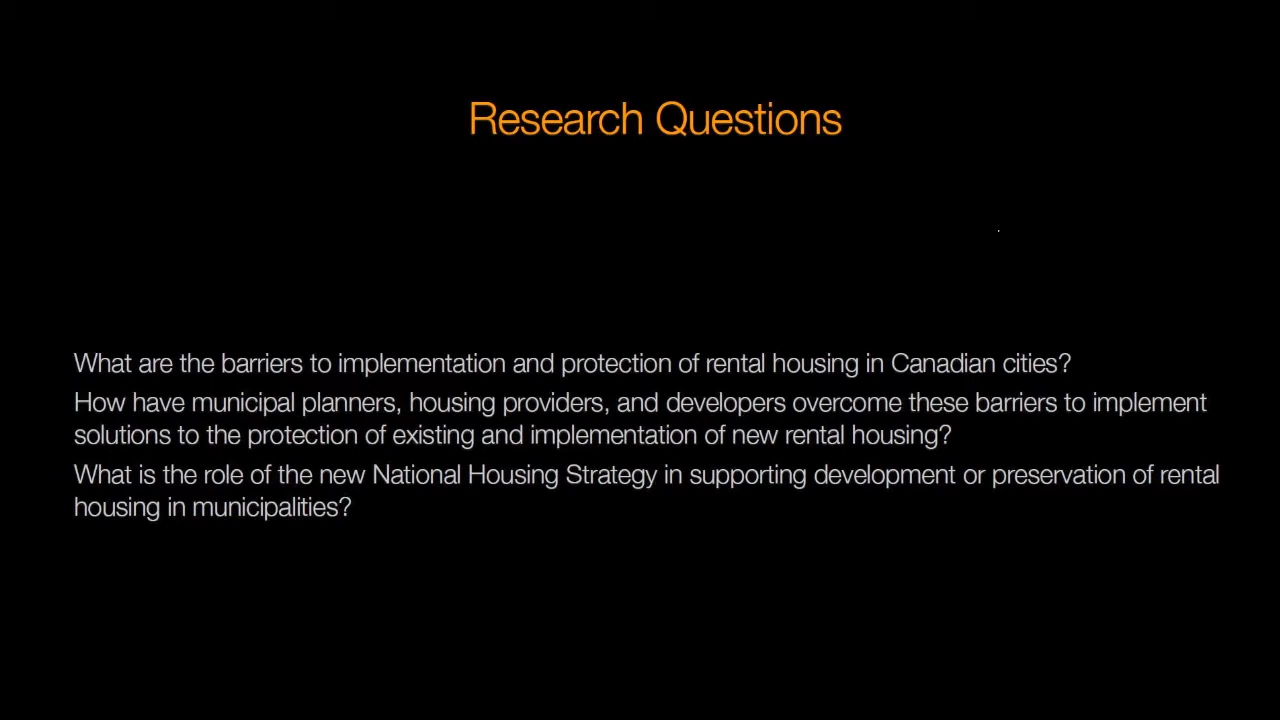 Research Questions
What are the barriers to implementation and protection of rental housing in Canadian cities?
How have municipal planners, housing providers, and developers overcome these barriers to implement
solutions to the protection of existing and implementation of new rental housing?
What is the role of the new National Housing Strategy in supporting development or preservation of rental
housing in municipalities?